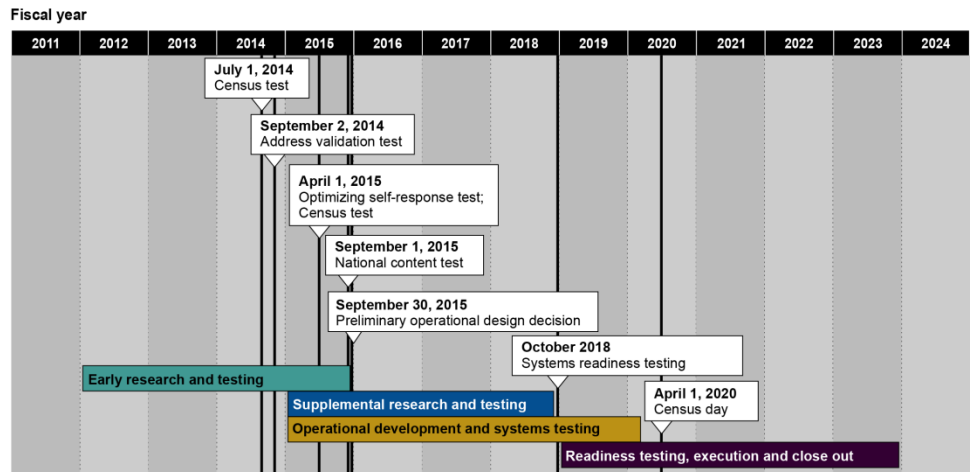 Fiscal year
2011 2012 2013 2014 2015 2016 2017 2018 2019 2020 2021 2022 2023 2024
July 1, 2014
Census test
September 2, 2014
Address validation test
April 1, 2015
Optimizing self-response test;
Census test
September 1, 2015
National content test
September 30, 2015
Preliminary operational design decision
October 2018
Systems readiness testing
Early research and testing
April 1, 2020
Census day
Supplemental research and testing
Operational development and systems testing
Readiness testing, execution and close out